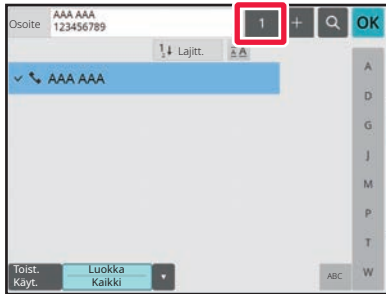 Osoite
AAA AAA
123456789
1
+
OK
Lajitt.
AAA AAA
A
D
G
J
M
P
T
W
Toist.
Käyt.
Luokka
Kaikki
ABC